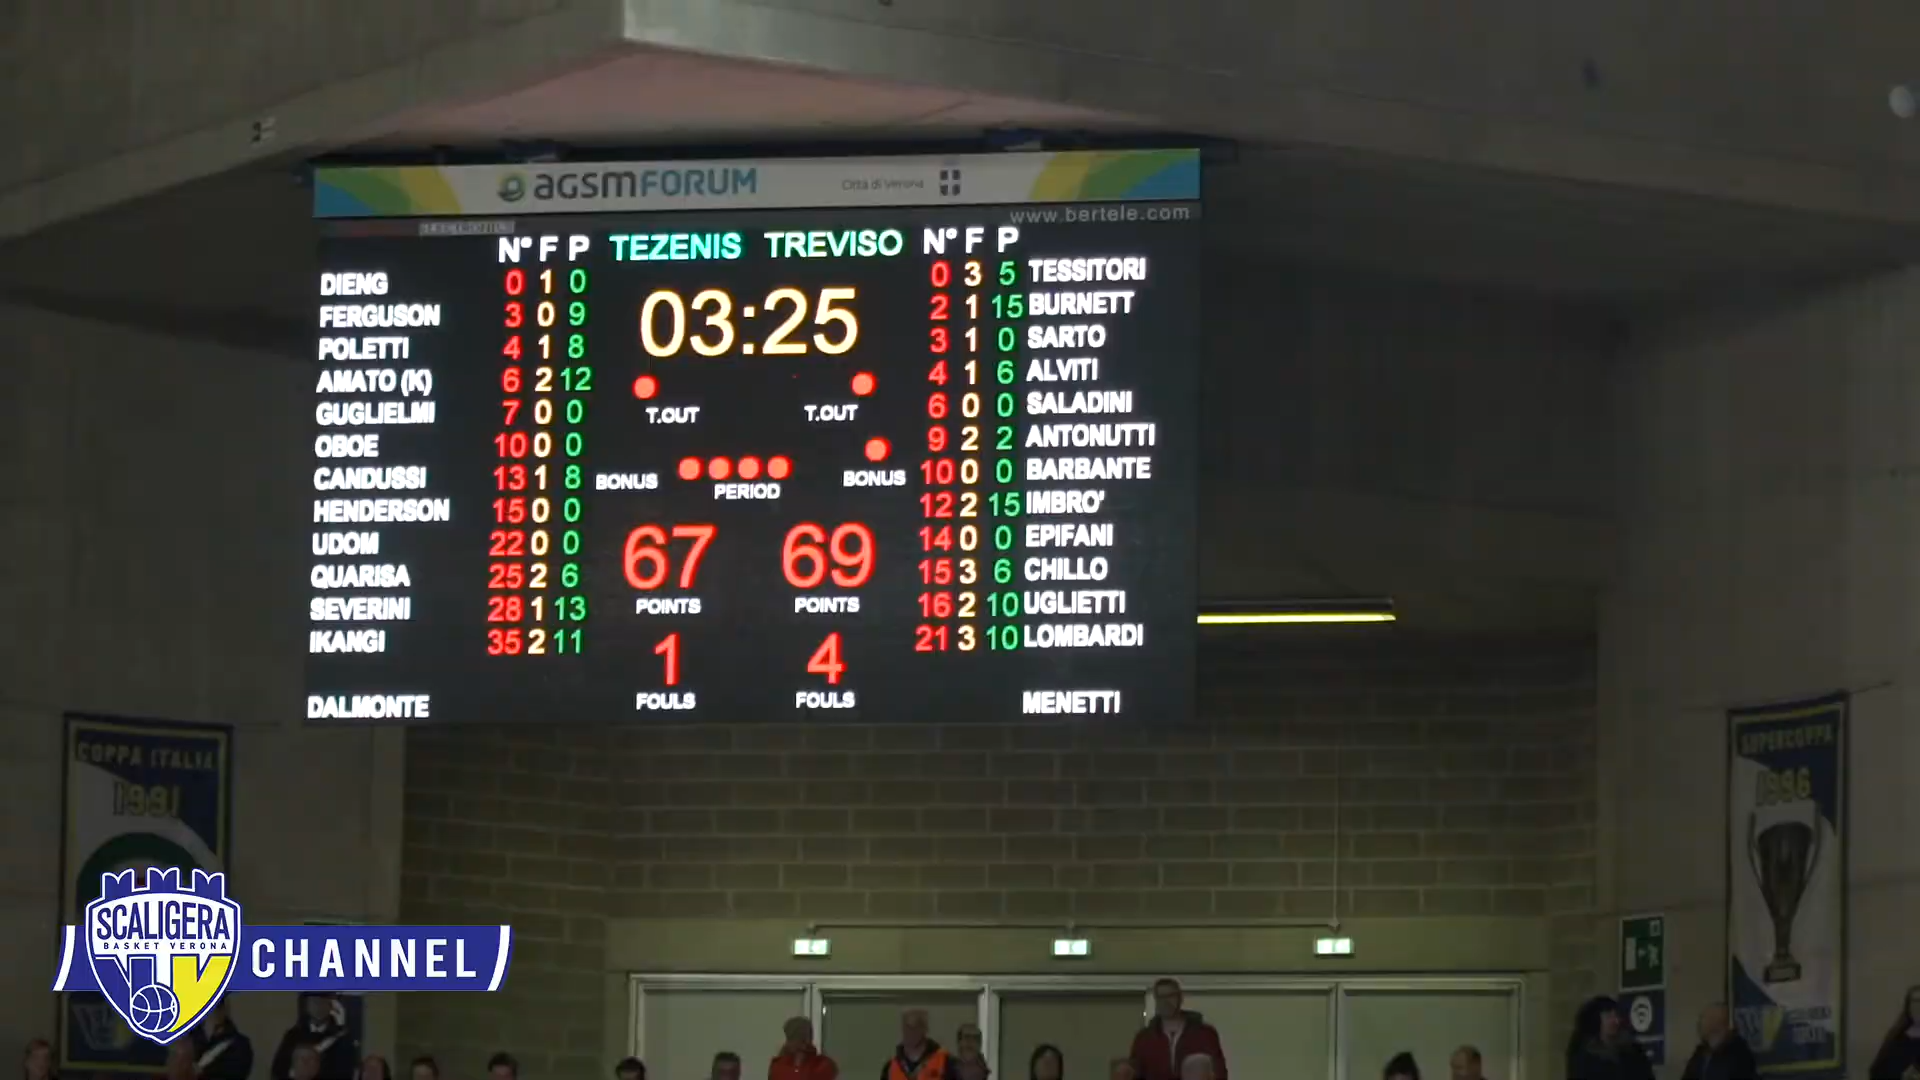 agsmFORUM
Città di Verona
www.bertele.com
ELECTRONICS
N° F P TEZENIS TREVISO N° F P
DIENG 0 1 0
FERGUSON 3 0 9
POLETTI 4 1 8
AMATO (K) 6 2 12
GUGLIELMI 7 0 0
OBOE 10 0 0
CANDUSSI 13 1 8
HENDERSON 15 0 0
UDOM 22 0 0
QUARISA 25 2 6
SEVERINI 28 1 13
IKANGI 35 2 11
DALMONTE
03:25
T.OUT T.OUT
BONUS PERIOD BONUS
67 69
POINTS POINTS
1 4
FOULS FOULS
0 3 5 TESSITORI
2 1 15 BURNETT
3 1 0 SARTO
4 1 6 ALVITI
6 0 0 SALADINI
9 2 2 ANTONUTTI
10 0 0 BARBANTE
12 2 15 IMBRO'
14 0 0 EPIFANI
15 3 6 CHILLO
16 2 10 UGLIETTI
21 3 10 LOMBARDI
MENETTI
COPPA ITALIA
1991
SUPERCOPPA
1996
SCALIGERA
BASKET VERONA
CHANNEL